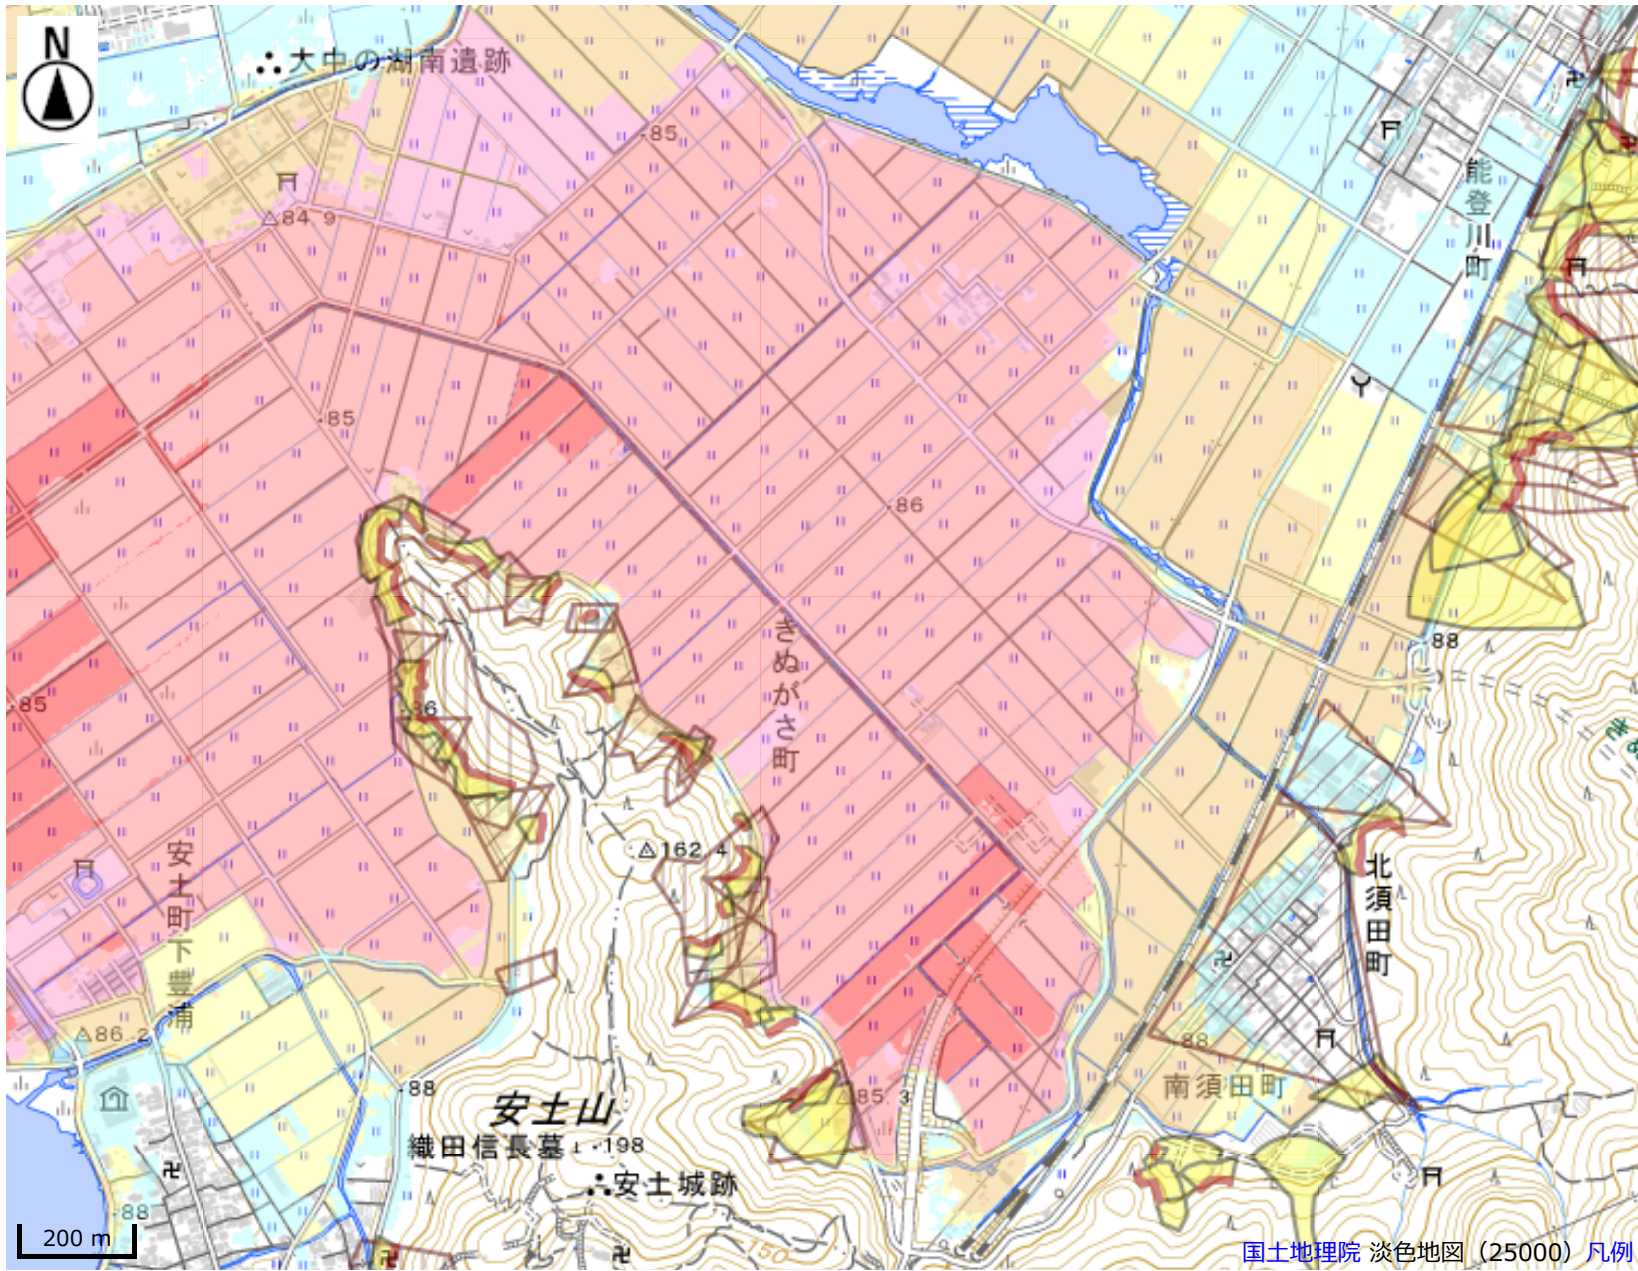 N
大中の湖南遺跡
85
84.9
能登川町
85
86
きぬがさ町
88
86
85
162.4
安土町下豊浦
北須田町
86.2
88
88
南須田町
85.3
安土山
織田信長墓
198
安土城跡
88
150
200 m
国土地理院 淡色地図（25000）凡例